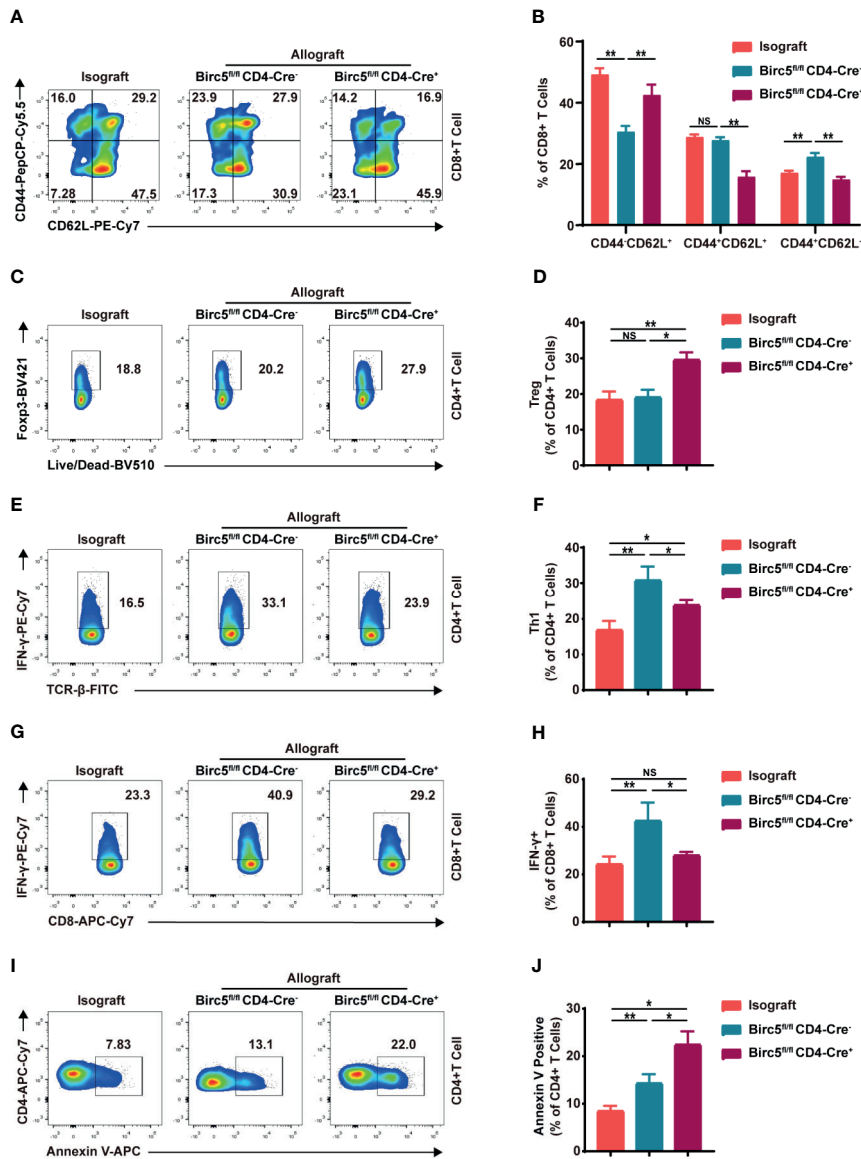 A
Allograft
Isograft
Birc5fl/fl CD4-Cre-
Birc5fl/fl CD4-Cre+
CD44-PepCP-Cy5.5
16.0
29.2
7.28
47.5
23.9
27.9
17.3
30.9
14.2
16.9
23.1
45.9
CD8+T Cell
CD62L-PE-Cy7
B
% of CD8+ T Cells
60
40
20
0
**
**
NS
**
**
**
CD44-CD62L+
CD44+CD62L+
CD44+CD62L-
Isograft
Birc5fl/fl CD4-Cre-
Birc5fl/fl CD4-Cre+
C
Allograft
Isograft
Birc5fl/fl CD4-Cre-
Birc5fl/fl CD4-Cre+
Foxp3-BV421
18.8
20.2
27.9
CD4+T Cell
Live/Dead-BV510
D
Treg
(% of CD4+ T Cells)
40
30
20
10
0
**
NS
*
Isograft
Birc5fl/fl CD4-Cre-
Birc5fl/fl CD4-Cre+
E
Allograft
Isograft
Birc5fl/fl CD4-Cre-
Birc5fl/fl CD4-Cre+
IFN-γ-PE-Cy7
16.5
33.1
23.9
CD4+T Cell
TCR-β-FITC
F
Th1
(% of CD4+ T Cells)
40
30
20
10
0
*
**
*
Isograft
Birc5fl/fl CD4-Cre-
Birc5fl/fl CD4-Cre+
G
Allograft
Isograft
Birc5fl/fl CD4-Cre-
Birc5fl/fl CD4-Cre+
IFN-γ-PE-Cy7
23.3
40.9
29.2
CD8+T Cell
CD8-APC-Cy7
H
IFN-γ+
(% of CD8+ T Cells)
60
40
20
0
NS
**
*
Isograft
Birc5fl/fl CD4-Cre-
Birc5fl/fl CD4-Cre+
I
Allograft
Isograft
Birc5fl/fl CD4-Cre-
Birc5fl/fl CD4-Cre+
CD4-APC-Cy7
7.83
13.1
22.0
CD4+T Cell
Annexin V-APC
J
Annexin V Positive
(% of CD4+ T Cells)
30
20
10
0
*
**
*
Isograft
Birc5fl/fl CD4-Cre-
Birc5fl/fl CD4-Cre+